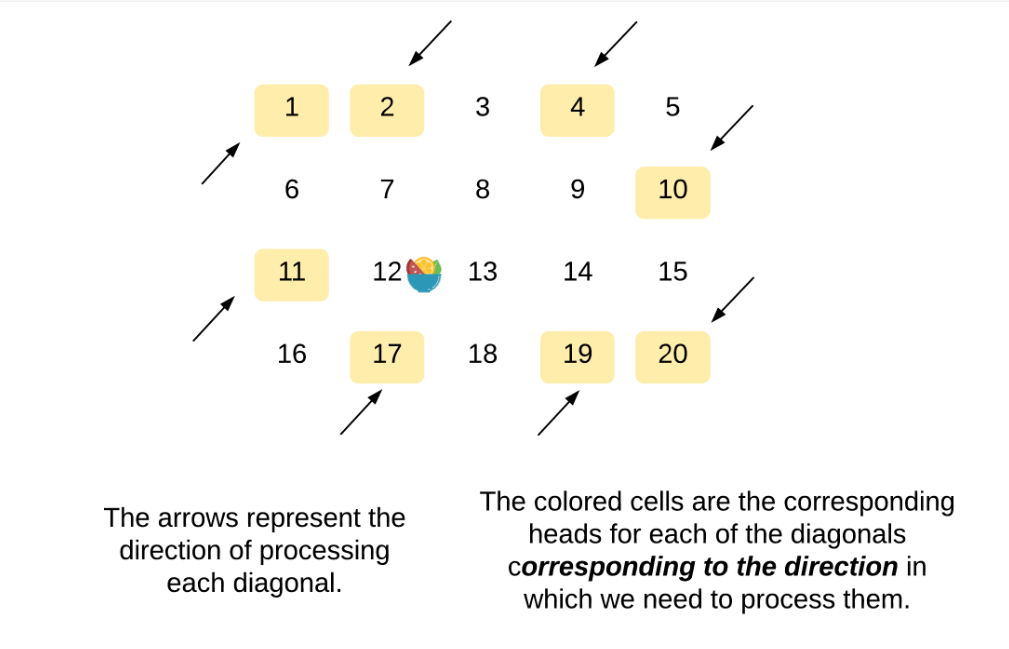 1 2 3 4 5
6 7 8 9 10
11 12 13 14 15
16 17 18 19 20
The arrows represent the
direction of processing
each diagonal.
The colored cells are the corresponding
heads for each of the diagonals
corresponding to the direction in
which we need to process them.